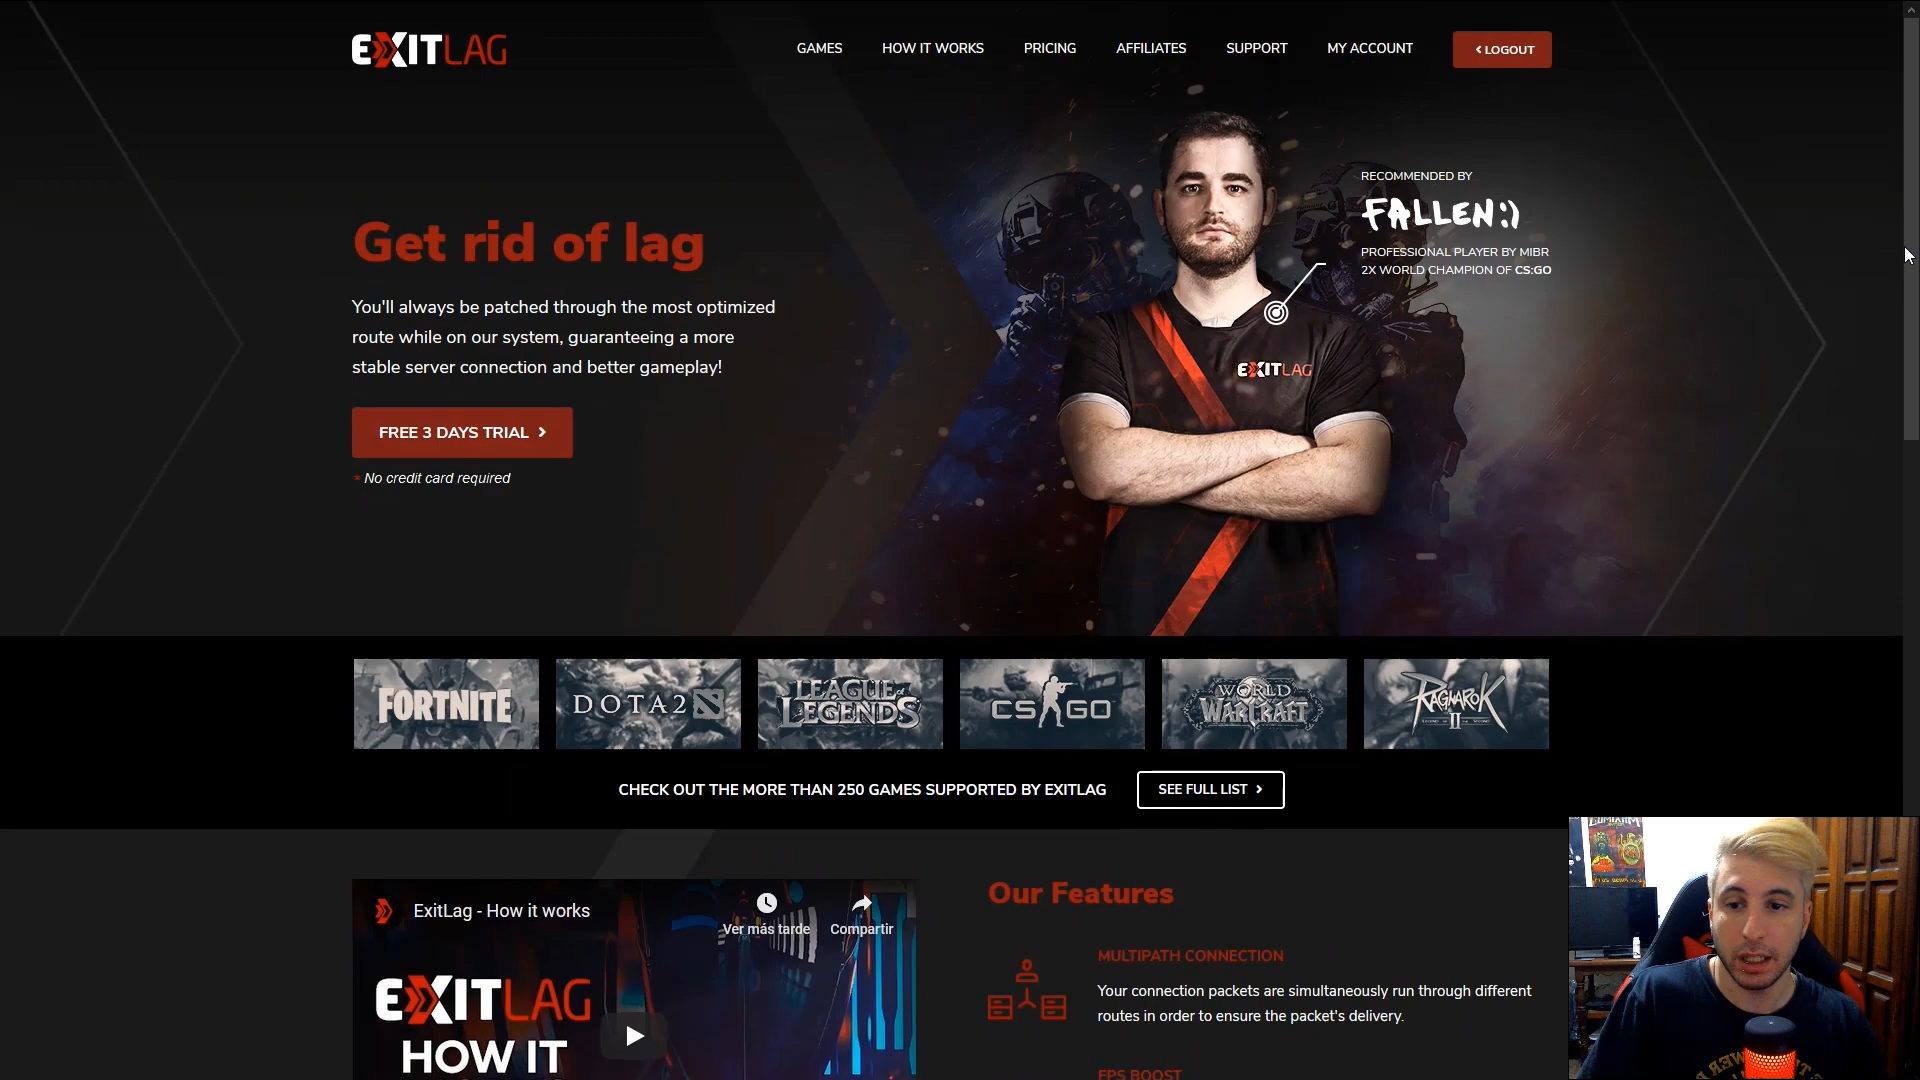 EXITLAG
GAMES
HOW IT WORKS
PRICING
AFFILIATES
SUPPORT
MY ACCOUNT
LOGOUT
RECOMMENDED BY
FALLEN:)
PROFESSIONAL PLAYER BY MIBR
2X WORLD CHAMPION OF CS:GO
Get rid of lag
You'll always be patched through the most optimized
route while on our system, guaranteeing a more
stable server connection and better gameplay!
FREE 3 DAYS TRIAL
* No credit card required
EXITLAG
FORTNITE
DOTA 2
LEAGUE of
LEGENDS
CS GO
WORLD
WARCRAFT
RAGNAROK
II
CHECK OUT THE MORE THAN 250 GAMES SUPPORTED BY EXITLAG
SEE FULL LIST
ExitLag - How it works
Ver más tarde
Compartir
EXITLAG
HOW IT
Our Features
MULTIPATH CONNECTION
Your connection packets are simultaneously run through different
routes in order to ensure the packet's delivery.
FPS BOOST